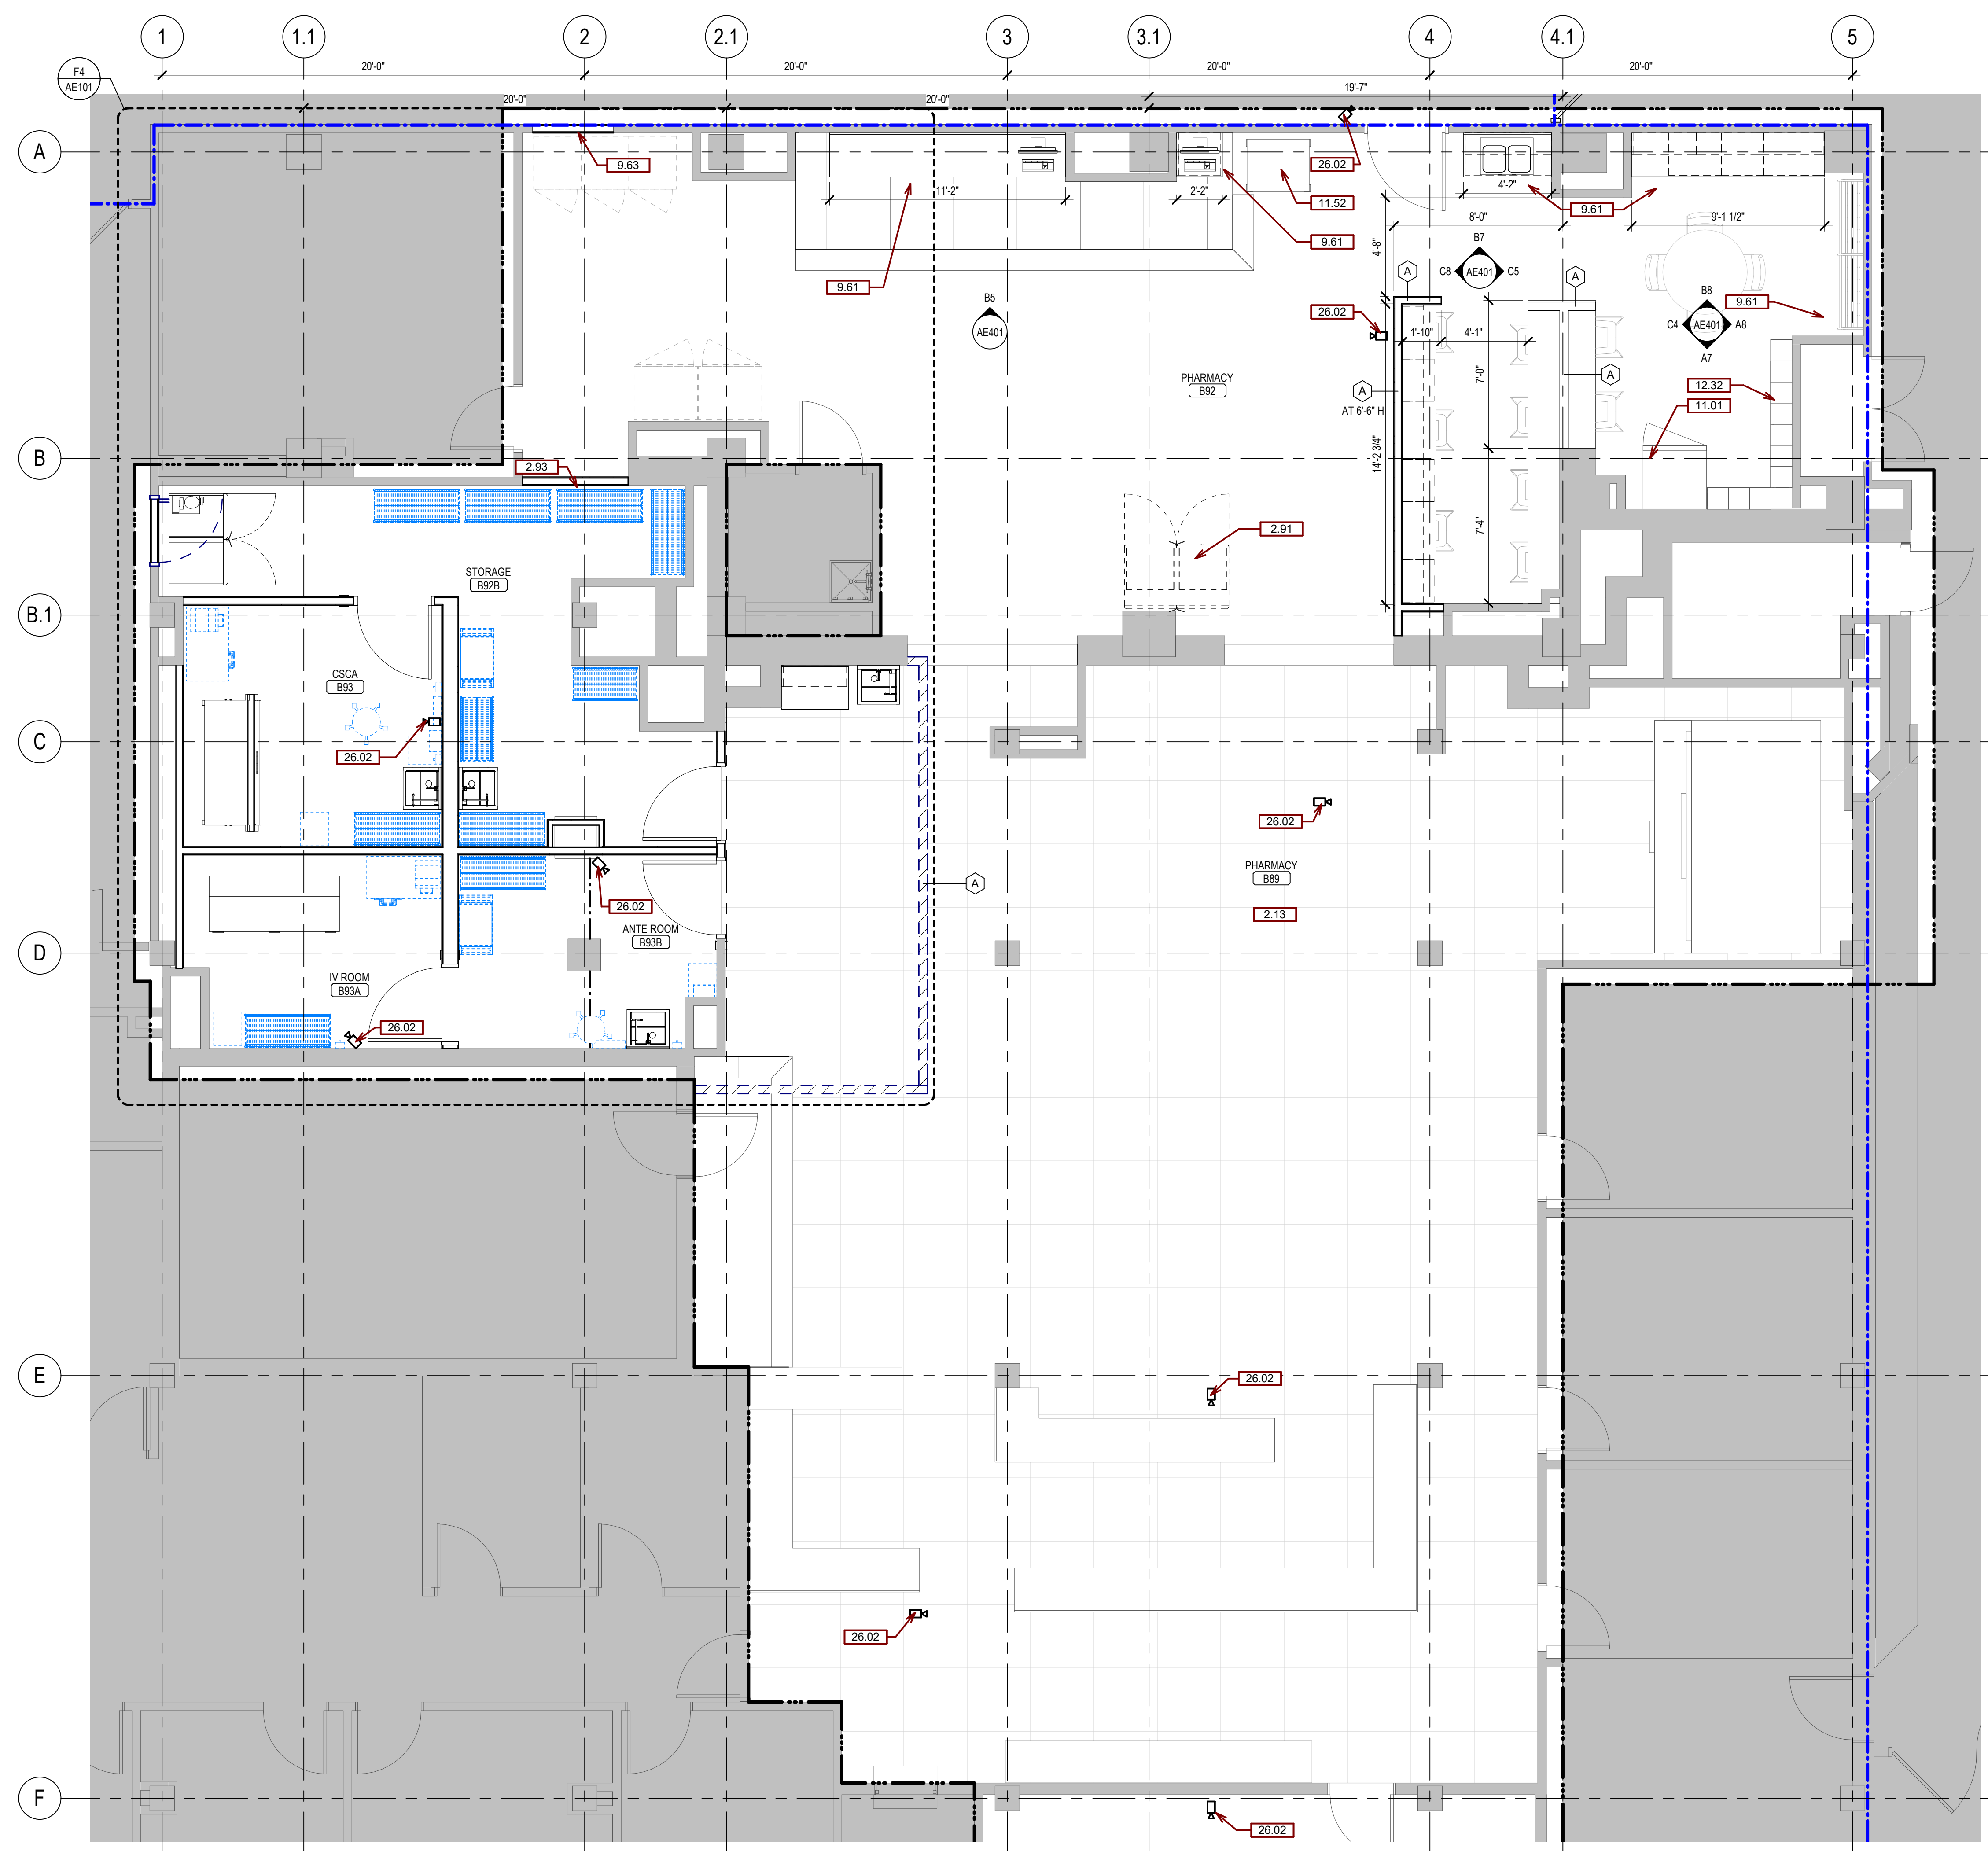 1 1.1 2 2.1 3 3.1 4 4.1 5
20'-0" 20'-0" 20'-0" 20'-0"
F4
AE101
20'-0" 20'-0" 19'-7"
A
9.63
26.02
11'-2" 2'-2" 11.52 4'-2" 9.61 9'-1 1/2"
8'-0"
9.61
4'-8"
B7
C8 AE401 C5
A
A
9.61
B5
AE401
26.02
1'-10" 4'-1"
B8
9.61
C4 AE401 A8
A7
7'-0"
PHARMACY
B92
A
AT 6'-6" H
A
12.32
11.01
B
2.93
14'-2 3/4"
7'-4"
2.91
STORAGE
B92B
B.1
CSCA
B93
C
26.02
26.02
PHARMACY
B89
A
2.13
26.02
ANTE ROOM
B93B
D
IV ROOM
B93A
26.02
E
26.02
26.02
F
26.02